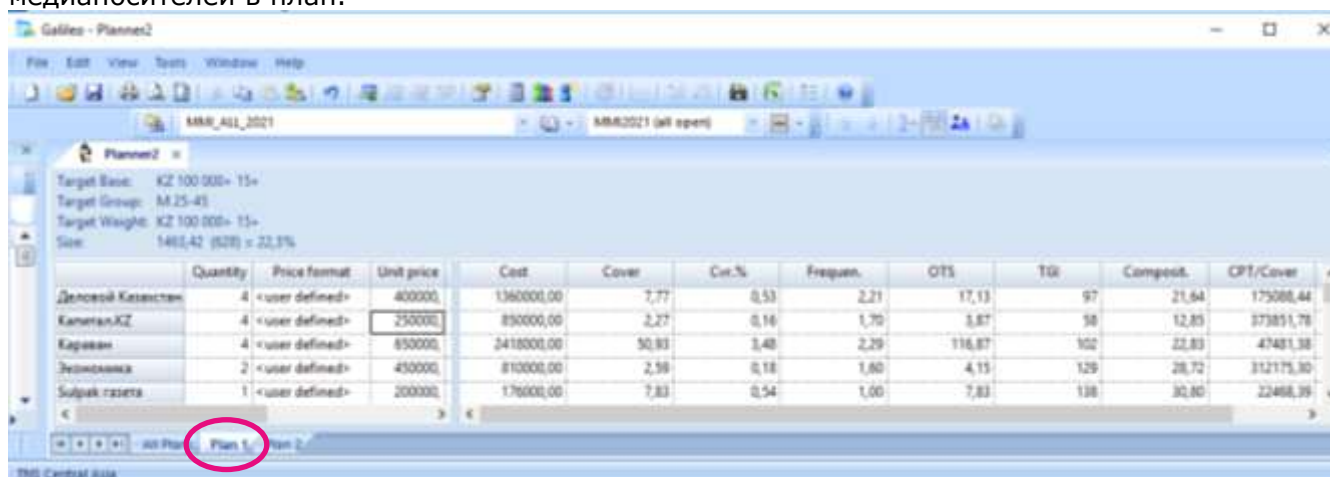 медианосителей в план.
Galileo - Planner2
File Edit View Tools Window Help
MMI_ALL_2021 MMI2021 (all open)
Planner2
Target Base: KZ 100 000+ 15+
Target Group: M 25-45
Target Weight: KZ 100 000+ 15+
Size: 1463,42 (628) = 22,3%
Quantity Price format Unit price Cost Cover Cvr.% Frequen. OTS TGI Composit. CPT/Cover
Деловой Казахстан 4 <user defined> 400000, 1360000,00 7,77 0,53 2,21 17,13 97 21,64 175088,44
Капитал.KZ 4 <user defined> 250000, 850000,00 2,27 0,16 1,70 3,87 58 12,85 373851,78
Караван 4 <user defined> 650000, 2418000,00 50,93 3,48 2,29 116,87 102 22,83 47481,38
Экономика 2 <user defined> 450000, 810000,00 2,59 0,18 1,60 4,15 129 28,72 312175,30
Sulpak газета 1 <user defined> 200000, 176000,00 7,83 0,54 1,00 7,83 138 30,80 22468,39
All Plan Plan 1 Plan 2
TNS Central Asia